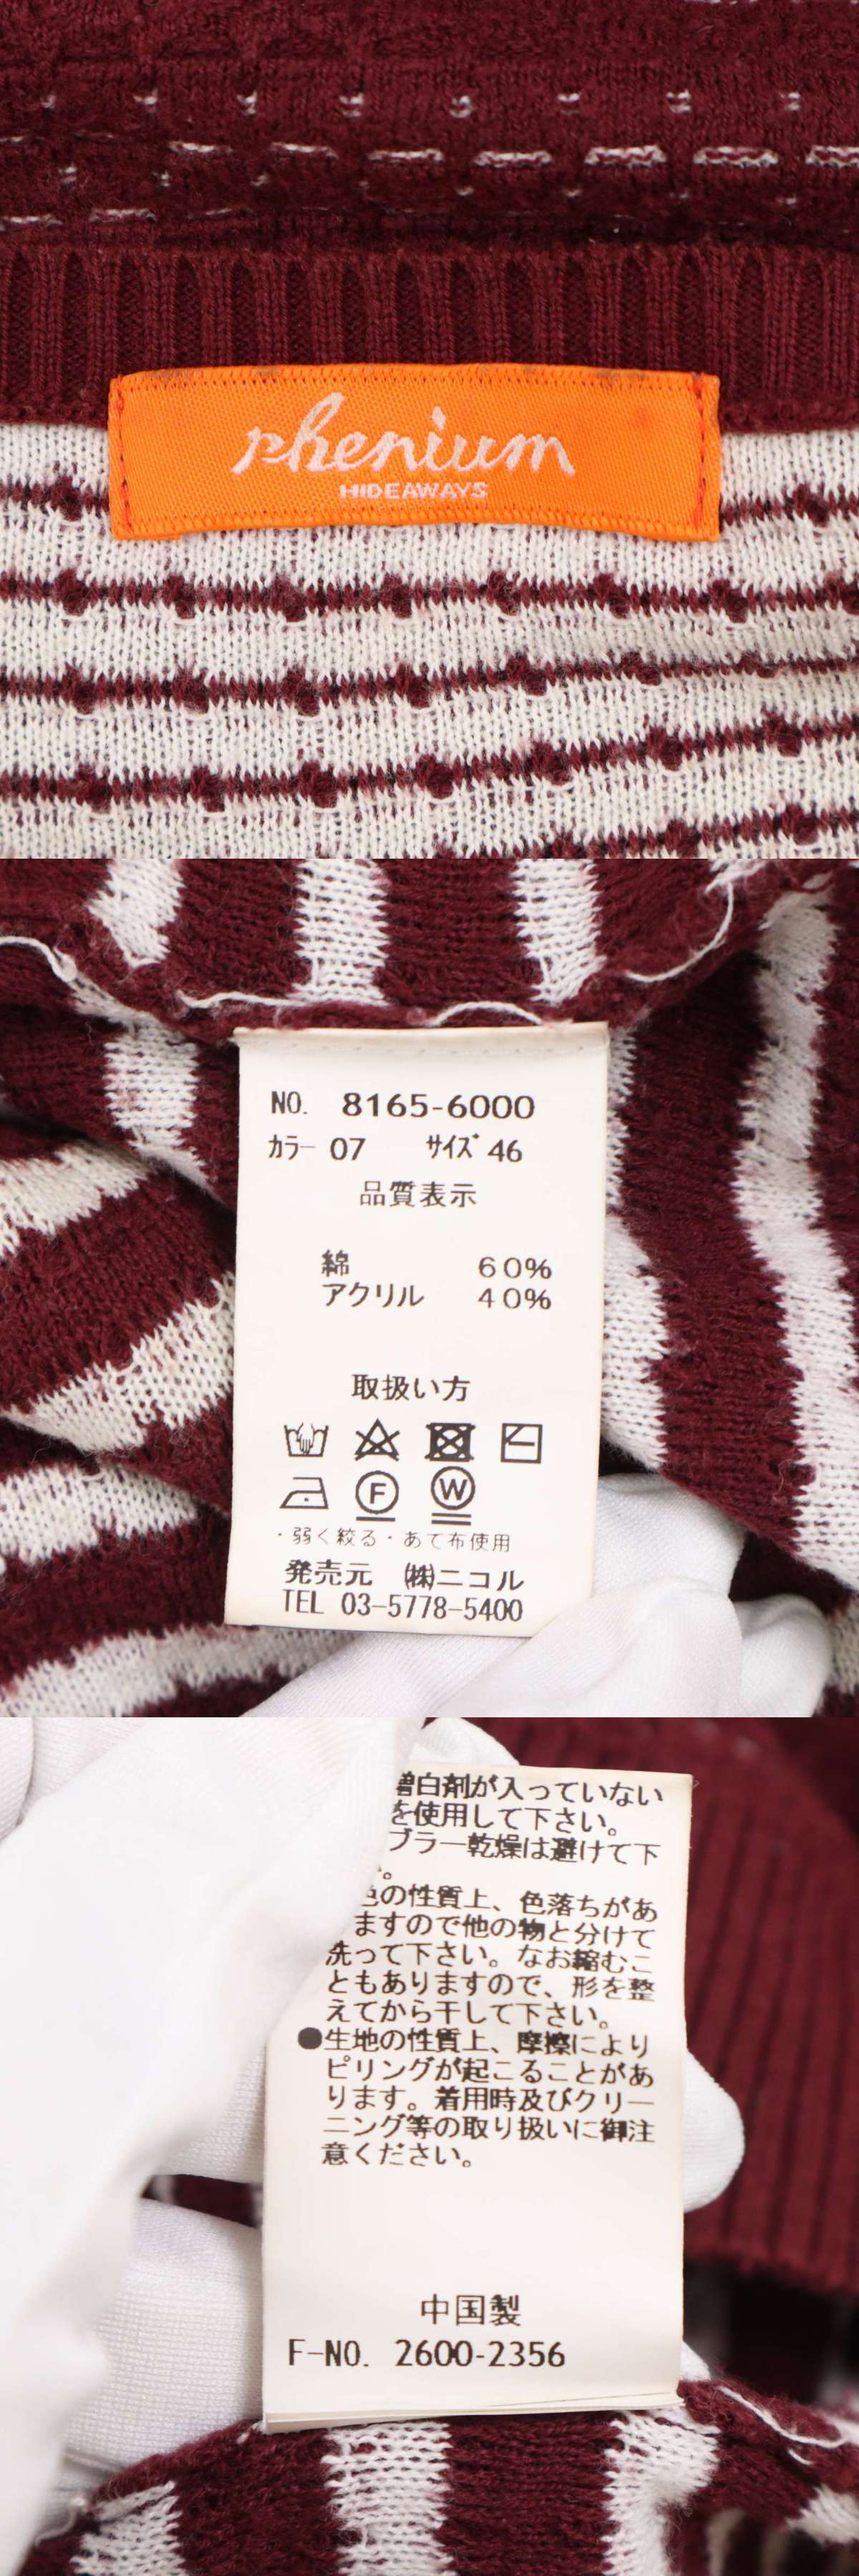 rhenium
HIDEAWAYS
NO. 8165-6000
カラー 07 サイズ 46
品質表示
綿 60%
アクリル 40%
取扱い方
F W
・弱く絞る・あて布使用
発売元 ㈱ニコル
TEL 03-5778-5400
増白剤が入っていない
を使用して下さい。
ブラー乾燥は避けて下
。
色の性質上、色落ちがあ
ますので他の物と分けて
洗って下さい。なお縮むこ
ともありますので、形を整
えてから干して下さい。
●生地の性質上、摩擦により
ピリングが起こることがあ
ります。着用時及びクリー
ニング等の取り扱いに御注
意ください。
中国製
F-NO. 2600-2356